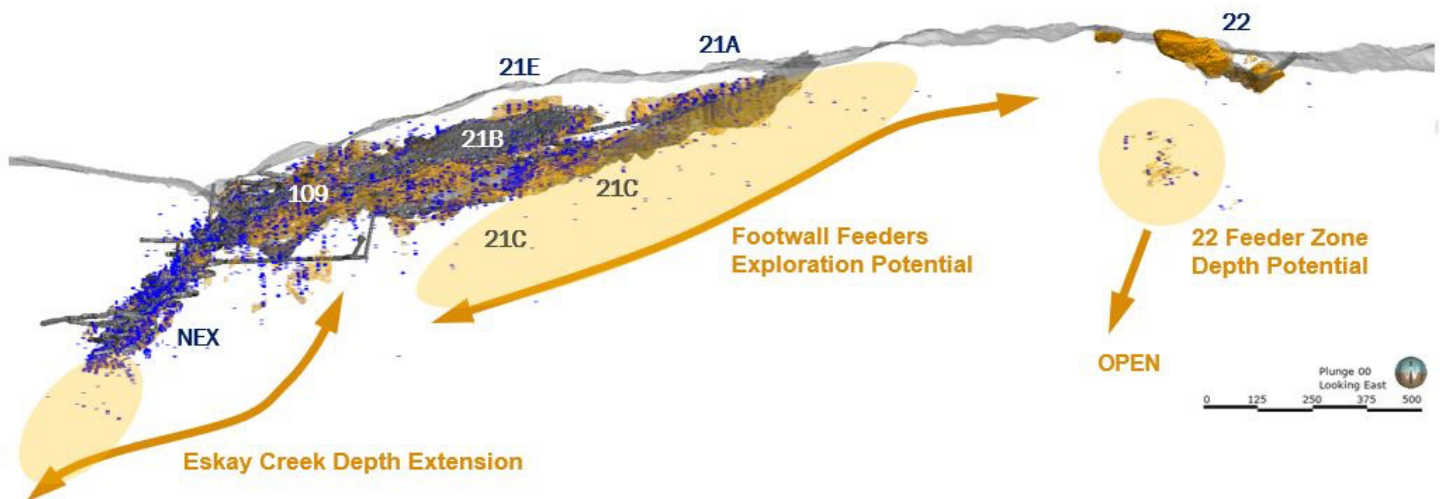 22
21A
21E
21B
109
21C
21C
NEX
Footwall Feeders
Exploration Potential
22 Feeder Zone
Depth Potential
OPEN
Eskay Creek Depth Extension
Plunge 00
Looking East
0 125 250 375 500